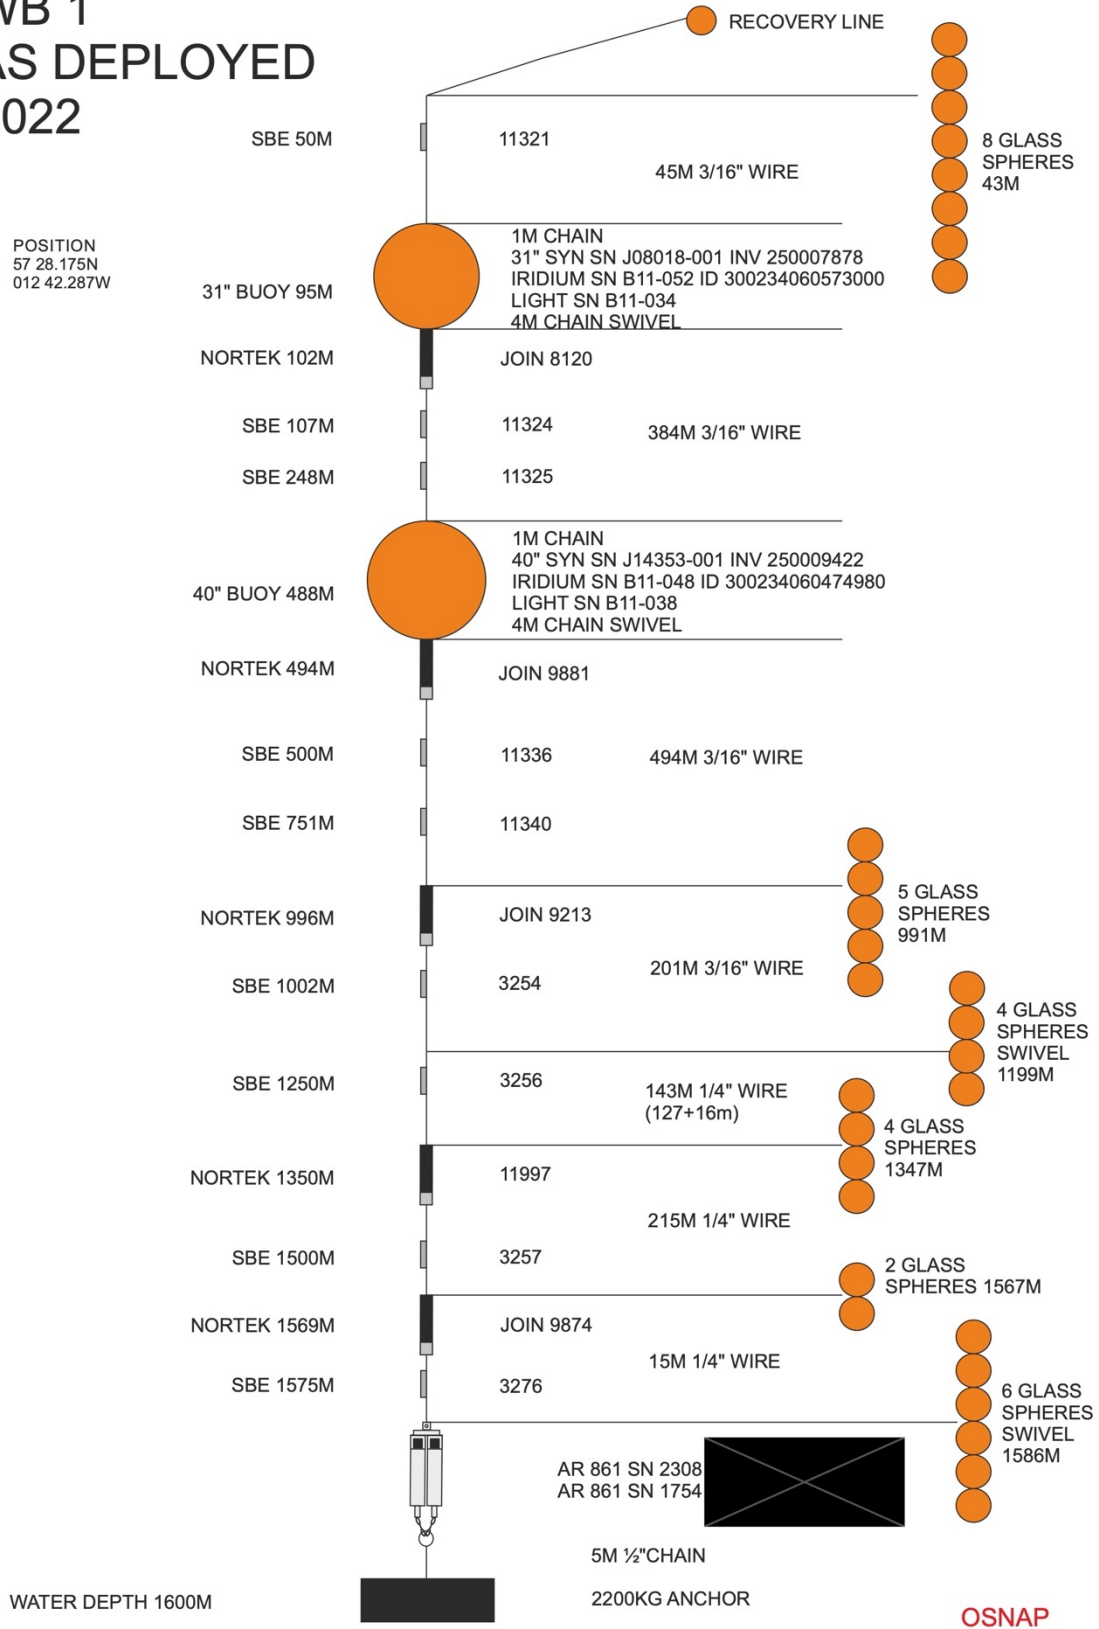 WB 1
AS DEPLOYED
022
RECOVERY LINE
SBE 50M
11321
45M 3/16" WIRE
8 GLASS
SPHERES
43M
POSITION
57 28.175N
012 42.287W
31" BUOY 95M
1M CHAIN
31" SYN SN J08018-001 INV 250007878
IRIDIUM SN B11-052 ID 300234060573000
LIGHT SN B11-034
4M CHAIN SWIVEL
NORTEK 102M
JOIN 8120
SBE 107M
11324
384M 3/16" WIRE
SBE 248M
11325
40" BUOY 488M
1M CHAIN
40" SYN SN J14353-001 INV 250009422
IRIDIUM SN B11-048 ID 300234060474980
LIGHT SN B11-038
4M CHAIN SWIVEL
NORTEK 494M
JOIN 9881
SBE 500M
11336
494M 3/16" WIRE
SBE 751M
11340
5 GLASS
SPHERES
991M
NORTEK 996M
JOIN 9213
201M 3/16" WIRE
SBE 1002M
3254
4 GLASS
SPHERES
SWIVEL
1199M
SBE 1250M
3256
143M 1/4" WIRE
(127+16m)
4 GLASS
SPHERES
1347M
NORTEK 1350M
11997
215M 1/4" WIRE
SBE 1500M
3257
2 GLASS
SPHERES 1567M
NORTEK 1569M
JOIN 9874
15M 1/4" WIRE
SBE 1575M
3276
6 GLASS
SPHERES
SWIVEL
1586M
AR 861 SN 2308
AR 861 SN 1754
5M ½"CHAIN
WATER DEPTH 1600M
2200KG ANCHOR
OSNAP